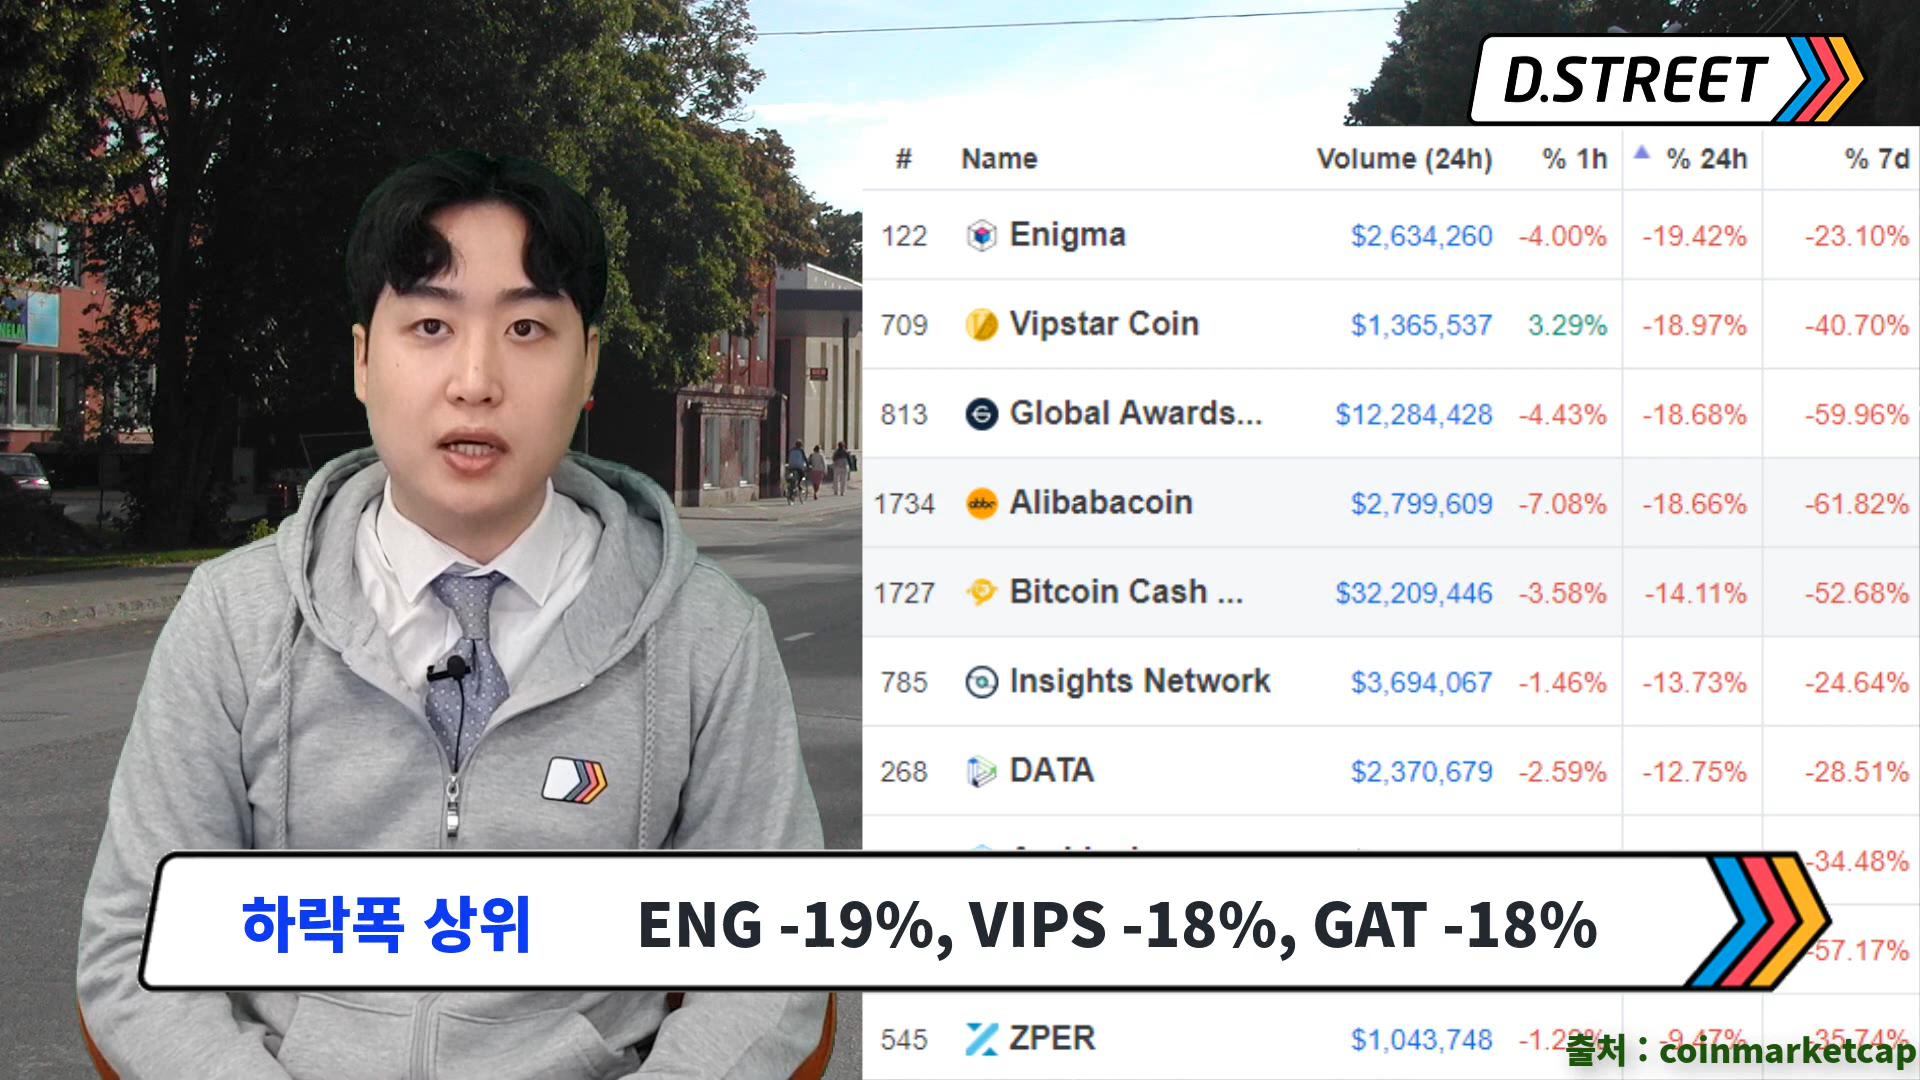 D.STREET
# Name Volume (24h) % 1h % 24h % 7d
122 Enigma $2,634,260 -4.00% -19.42% -23.10%
709 Vipstar Coin $1,365,537 3.29% -18.97% -40.70%
813 Global Awards... $12,284,428 -4.43% -18.68% -59.96%
1734 Alibabacoin $2,799,609 -7.08% -18.66% -61.82%
1727 Bitcoin Cash ... $32,209,446 -3.58% -14.11% -52.68%
785 Insights Network $3,694,067 -1.46% -13.73% -24.64%
268 DATA $2,370,679 -2.59% -12.75% -28.51%
-34.48%
하락폭 상위 ENG -19%, VIPS -18%, GAT -18%
-57.17%
545 ZPER $1,043,748 -9.47% -35.74%
출처 : coinmarketcap